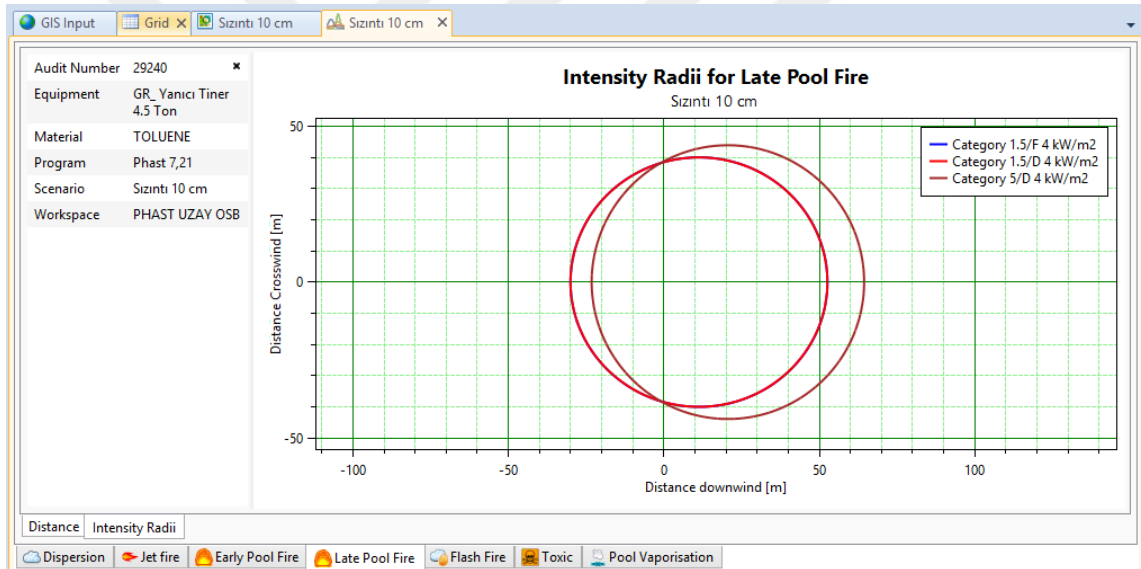 GIS Input
Grid
Sızıntı 10 cm
Sızıntı 10 cm
Audit Number 29240
Equipment GR_ Yanıcı Tiner
4.5 Ton
Material TOLUENE
Program Phast 7,21
Scenario Sızıntı 10 cm
Workspace PHAST UZAY OSB
Intensity Radii for Late Pool Fire
Sızıntı 10 cm
Category 1.5/F 4 kW/m2
Category 1.5/D 4 kW/m2
Category 5/D 4 kW/m2
Distance Crosswind [m]
50
0
-50
-100 -50 0 50 100
Distance downwind [m]
Distance Intensity Radii
Dispersion Jet fire Early Pool Fire Late Pool Fire Flash Fire Toxic Pool Vaporisation